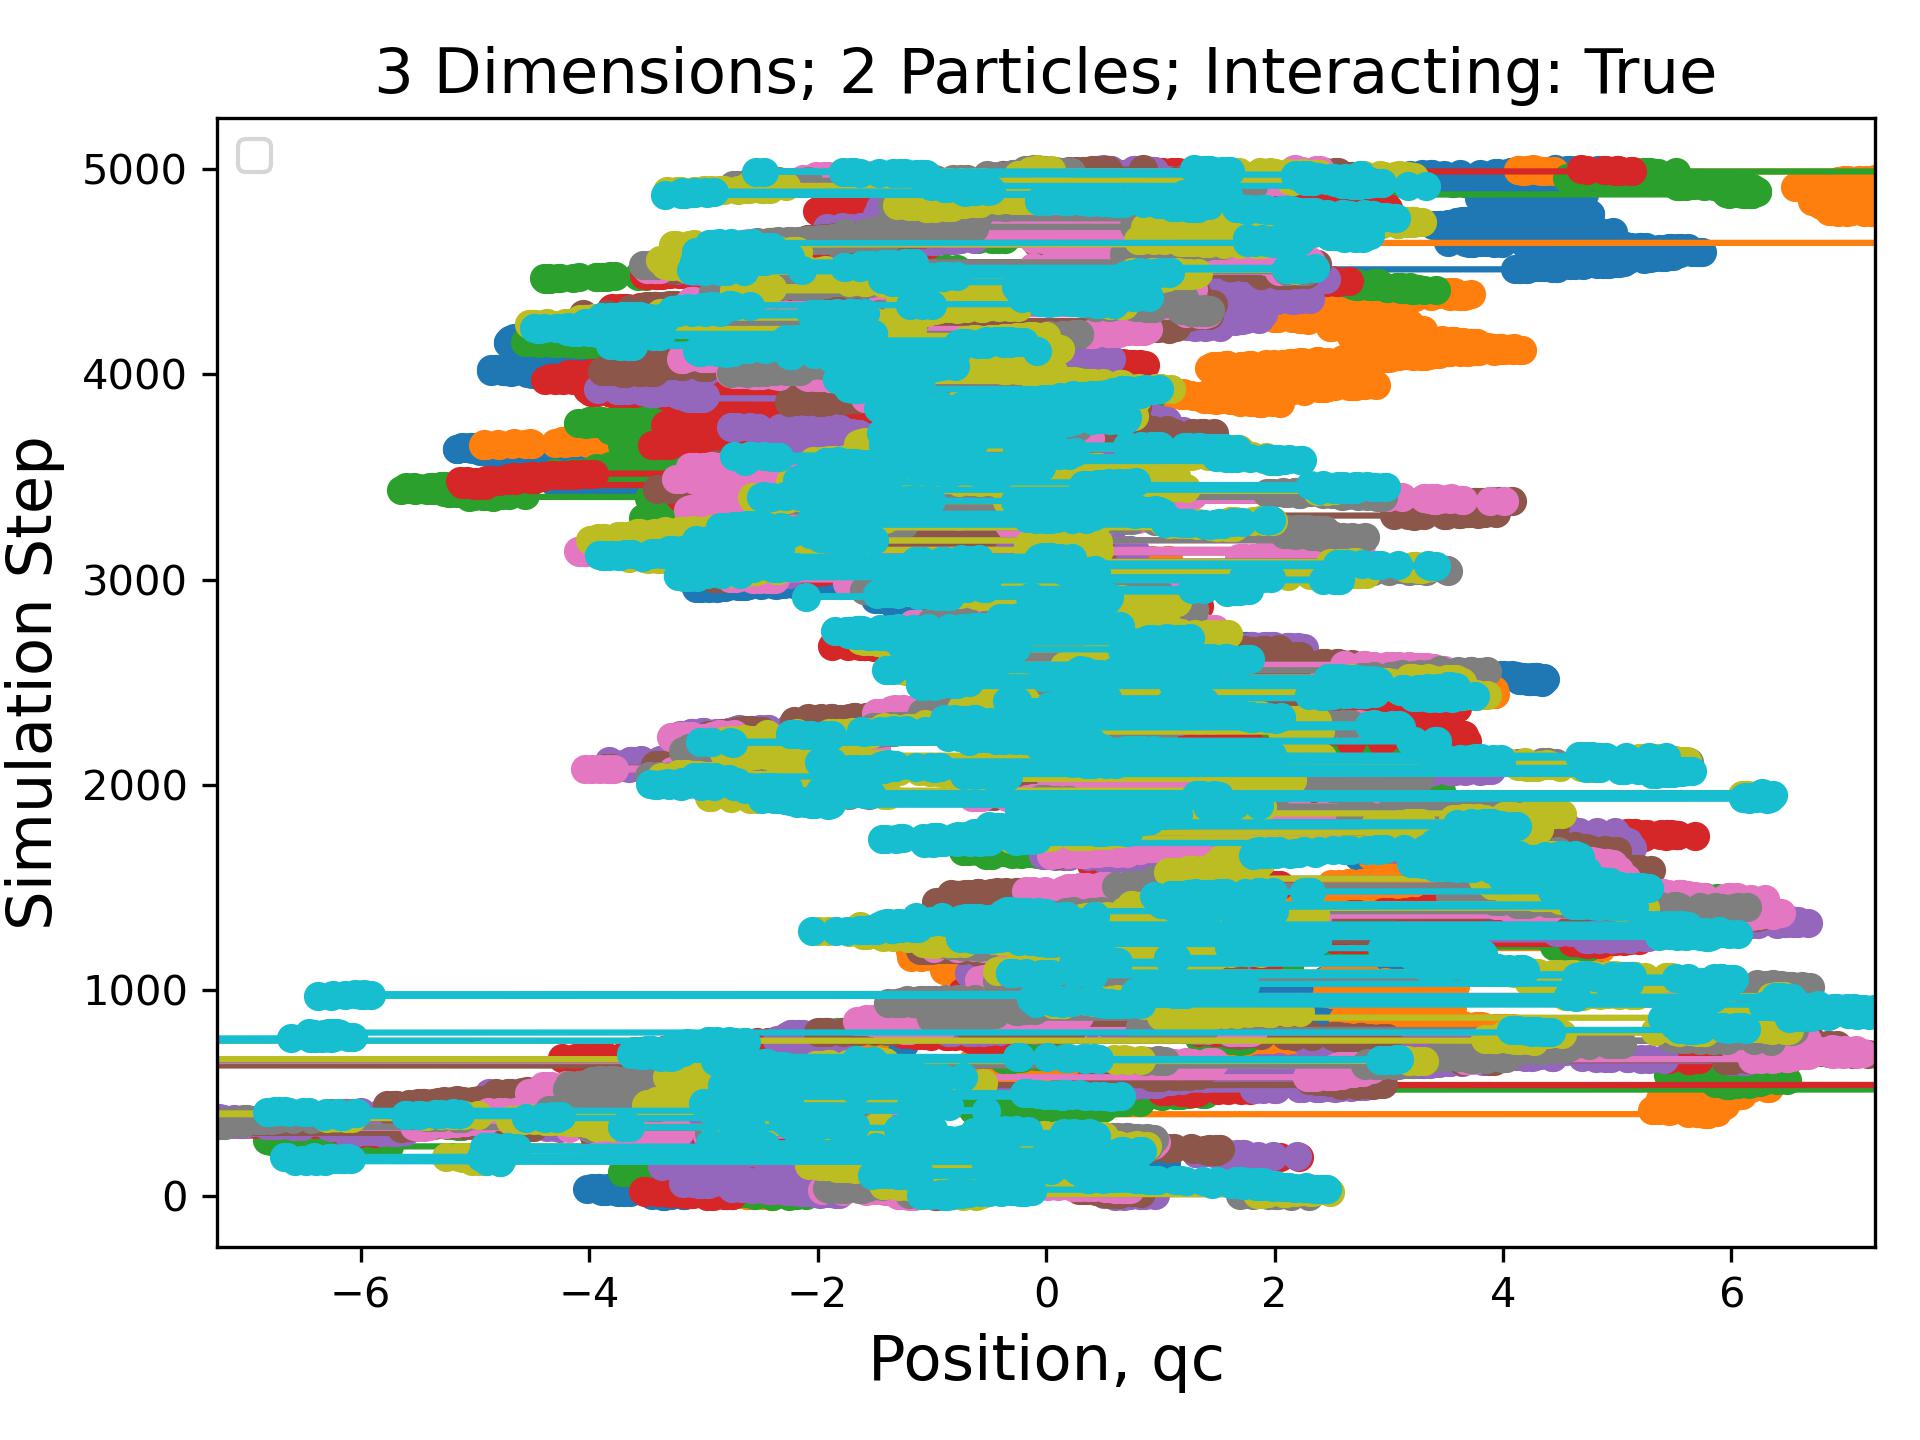 3 Dimensions; 2 Particles; Interacting: True
5000
4000
3000
2000
1000
0
Simulation Step
−6 −4 −2 0 2 4 6
Position, qc